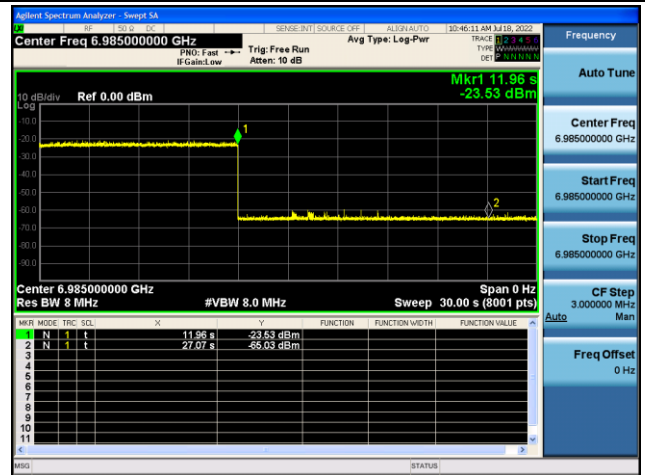 Agilent Spectrum Analyzer - Swept SA
RF 50 Ω DC SENSE:INT SOURCE OFF ALIGNAUTO 10:46:11 AM Jul 18, 2022
Center Freq 6.985000000 GHz
PNO: Fast
IFGain:Low
Trig: Free Run
Atten: 10 dB
Avg Type: Log-Pwr
TRACE 1 2 3 4 5 6
TYPE
DET P N N N N N
Mkr1 11.96 s
-23.53 dBm
10 dB/div Ref 0.00 dBm
Log
-10.0
-20.0
-30.0
-40.0
-50.0
-60.0
-70.0
-80.0
-90.0
1
2
Center 6.985000000 GHz Span 0 Hz
Res BW 8 MHz #VBW 8.0 MHz Sweep 30.00 s (8001 pts)
MKR MODE TRC SCL X Y FUNCTION FUNCTION WIDTH FUNCTION VALUE
1 N 1 t 11.96 s -23.53 dBm
2 N 1 t 27.07 s -65.03 dBm
3
4
5
6
7
8
9
10
11
MSG STATUS
Frequency
Auto Tune
Center Freq
6.985000000 GHz
Start Freq
6.985000000 GHz
Stop Freq
6.985000000 GHz
CF Step
3.000000 MHz
Auto Man
Freq Offset
0 Hz